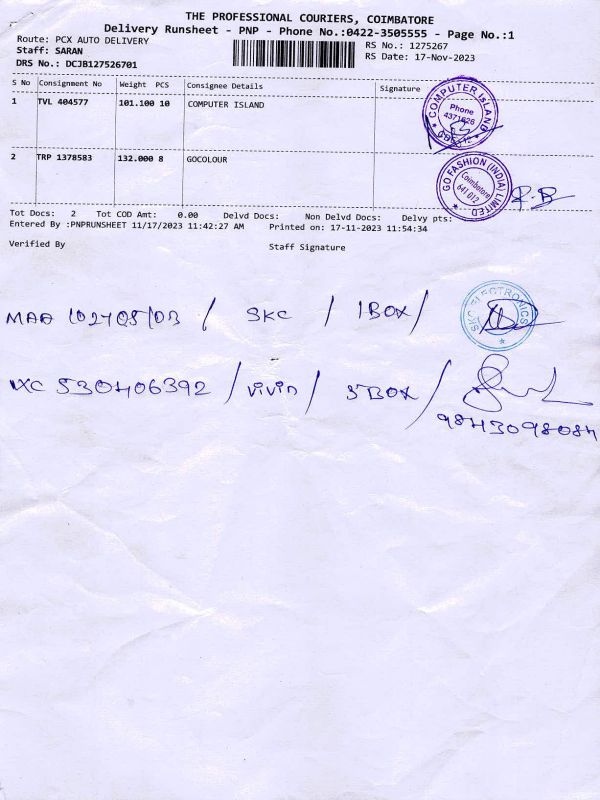 THE PROFESSIONAL COURIERS, COIMBATORE
Delivery Runsheet - PNP - Phone No.:0422-3505555 - Page No.:1
Route: PCX AUTO DELIVERY
RS No.: 1275267
Staff: SARAN
RS Date: 17-Nov-2023
DRS No.: DCJB127526701
S No Consignment No Weight PCS Consignee Details Signature
1 TVL 404577 101.100 10 COMPUTER ISLAND
COMPUTER ISLAND
Phone
4371626
2 TRP 1378583 132.000 8 GOCOLOUR
GO FASHION (INDIA) LIMITED
Coimbatore
641 012
R.B
Tot Docs: 2 Tot COD Amt: 0.00 Delvd Docs: Non Delvd Docs: Delvy pts:
Entered By :PNPRUNSHEET 11/17/2023 11:42:27 AM Printed on: 17-11-2023 11:54:34
Verified By Staff Signature
MAA / SKC / 1BOX /
SKC ELECTRONICS
530406392 / vivin / 5BOX /
9843098084